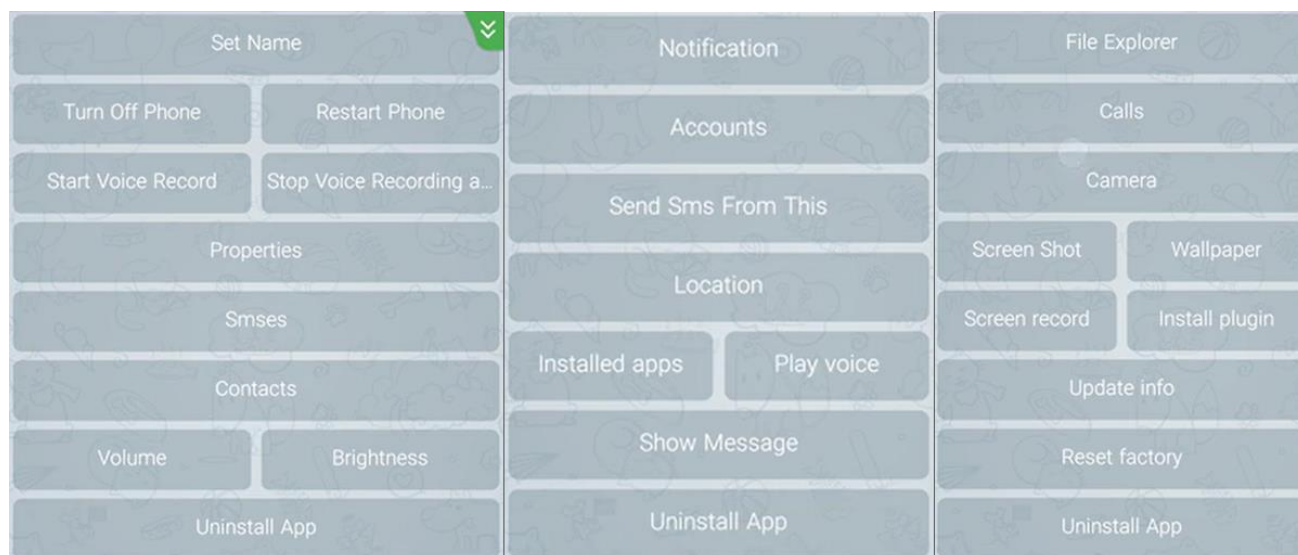 Set Name
Turn Off Phone
Restart Phone
Start Voice Record
Stop Voice Recording a...
Properties
Smses
Contacts
Volume
Brightness
Uninstall App
Notification
Accounts
Send Sms From This
Location
Installed apps
Play voice
Show Message
Uninstall App
File Explorer
Calls
Camera
Screen Shot
Wallpaper
Screen record
Install plugin
Update info
Reset factory
Uninstall App